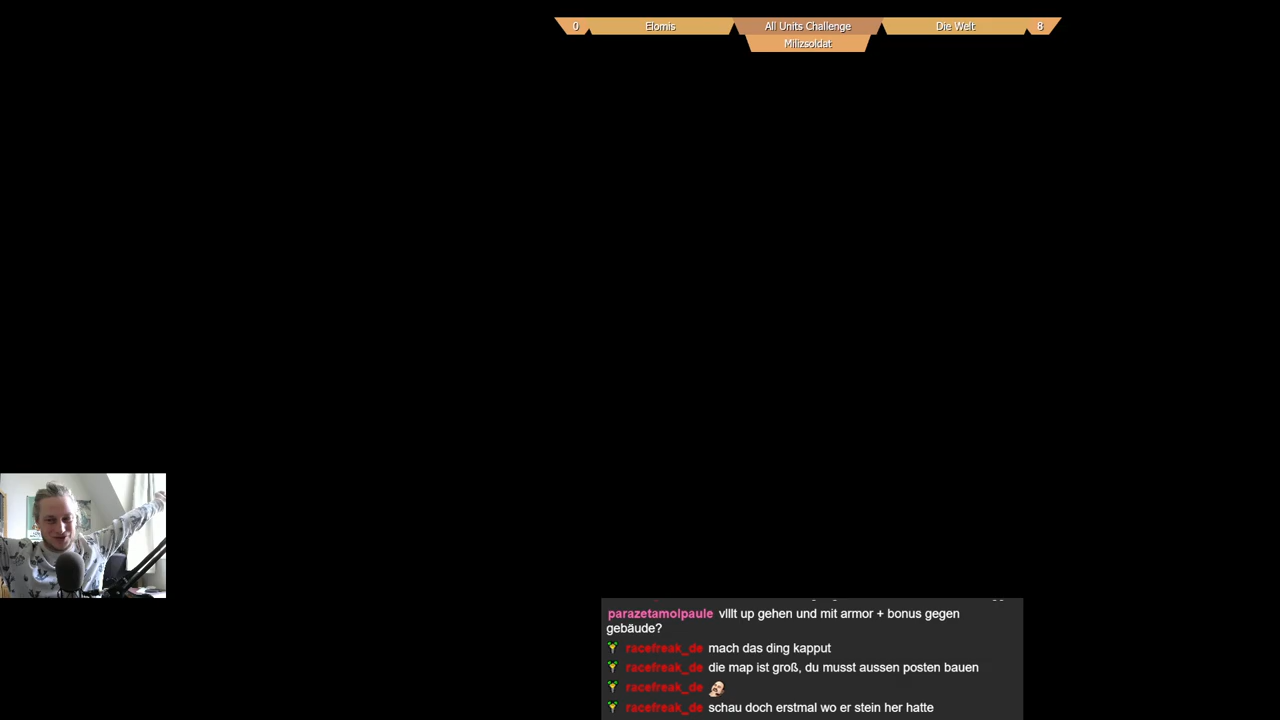 0 Elomis All Units Challenge Die Welt 8
Milizsoldat
parazetamolpaule vllt up gehen und mit armor + bonus gegen
gebäude?
racefreak_de mach das ding kapput
racefreak_de die map ist groß, du musst aussen posten bauen
racefreak_de
racefreak_de schau doch erstmal wo er stein her hatte